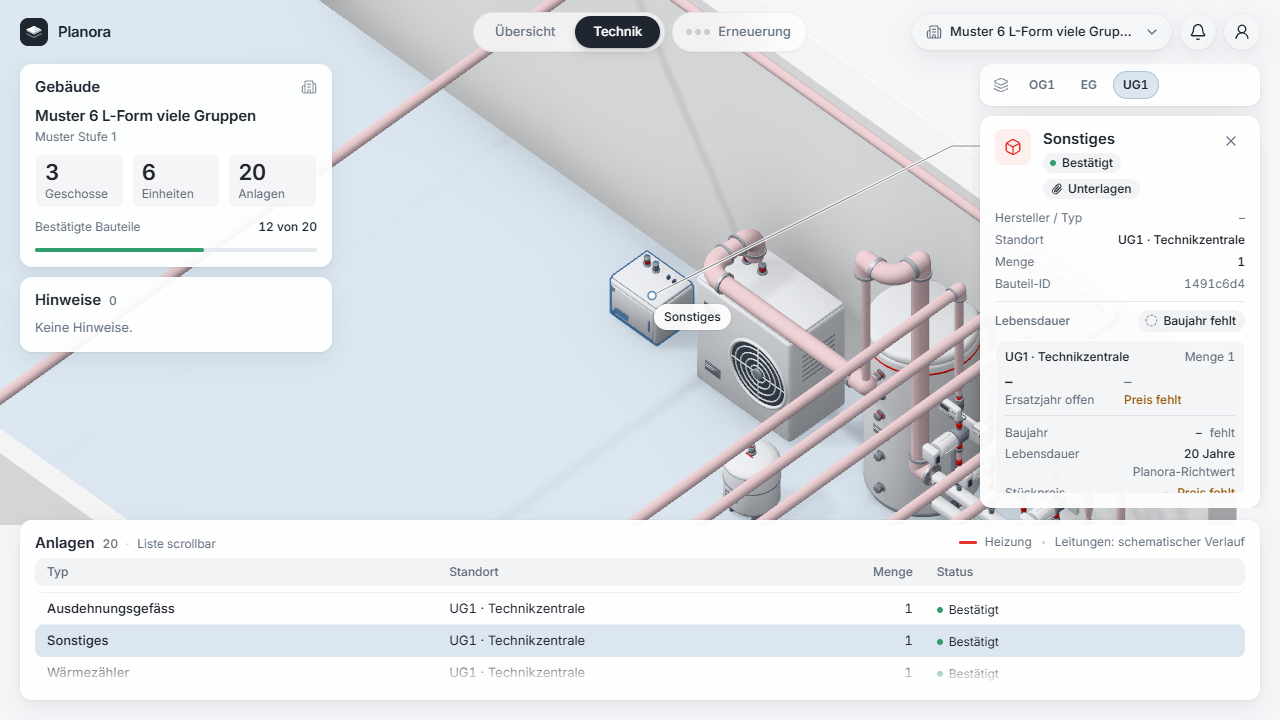 Planora
Übersicht
Technik
Erneuerung
Muster 6 L-Form viele Grup...
Gebäude
Muster 6 L-Form viele Gruppen
Muster Stufe 1
3
Geschosse
6
Einheiten
20
Anlagen
Bestätigte Bauteile
12 von 20
Hinweise 0
Keine Hinweise.
Sonstiges
OG1
EG
UG1
Sonstiges
Bestätigt
Unterlagen
Hersteller / Typ –
Standort UG1 · Technikzentrale
Menge 1
Bauteil-ID 1491c6d4
Lebensdauer Baujahr fehlt
UG1 · Technikzentrale Menge 1
– –
Ersatzjahr offen Preis fehlt
Baujahr – fehlt
Lebensdauer 20 Jahre
Planora-Richtwert
Stückpreis – Preis fehlt
Anlagen 20 · Liste scrollbar
Heizung · Leitungen: schematischer Verlauf
Typ Standort Menge Status
Ausdehnungsgefäss UG1 · Technikzentrale 1 Bestätigt
Sonstiges UG1 · Technikzentrale 1 Bestätigt
Wärmezähler UG1 · Technikzentrale 1 Bestätigt